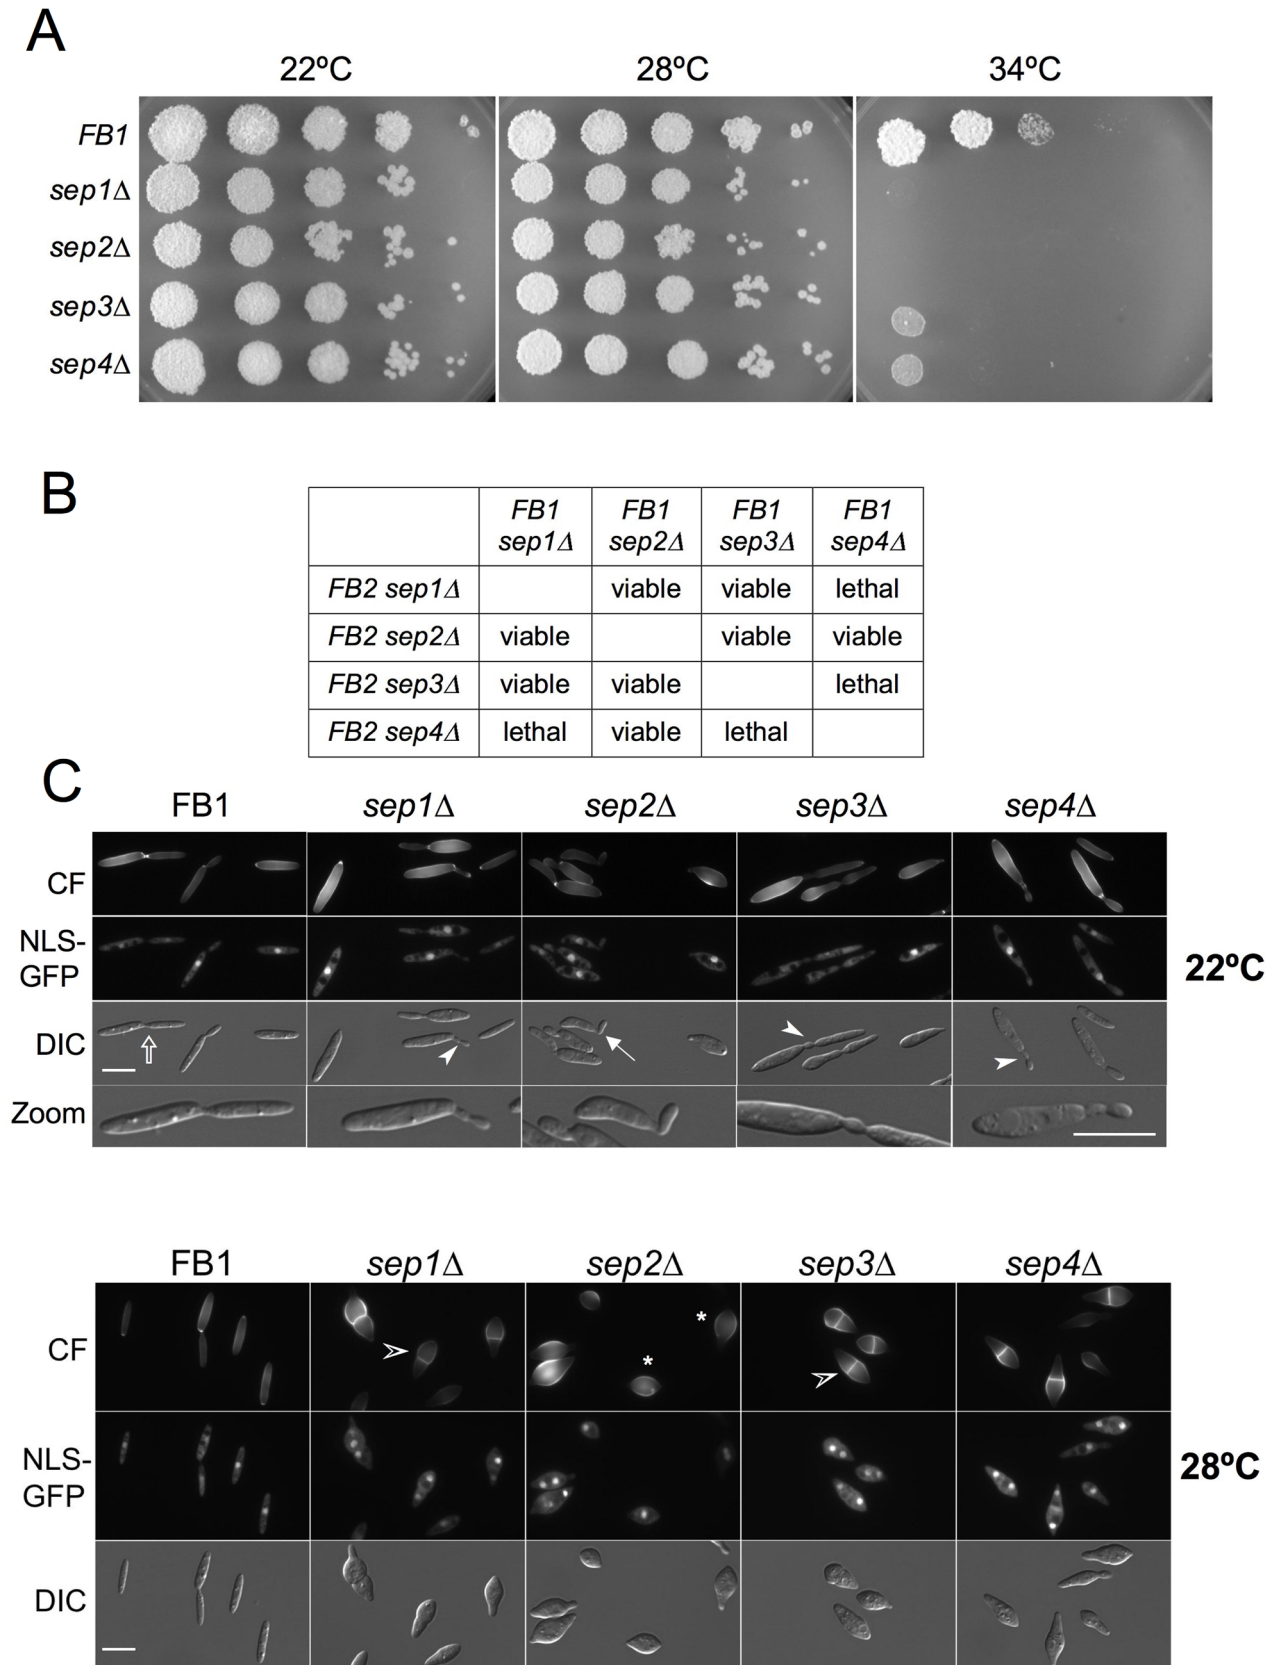 A
22ºC 28ºC 34ºC
FB1
sep1Δ
sep2Δ
sep3Δ
sep4Δ
B
FB1 sep1Δ FB1 sep2Δ FB1 sep3Δ FB1 sep4Δ
FB2 sep1Δ viable viable lethal
FB2 sep2Δ viable viable viable
FB2 sep3Δ viable viable lethal
FB2 sep4Δ lethal viable lethal
C
FB1 sep1Δ sep2Δ sep3Δ sep4Δ
CF
NLS-
GFP
22ºC
DIC
Zoom
FB1 sep1Δ sep2Δ sep3Δ sep4Δ
CF
* *
NLS-
GFP
28ºC
DIC